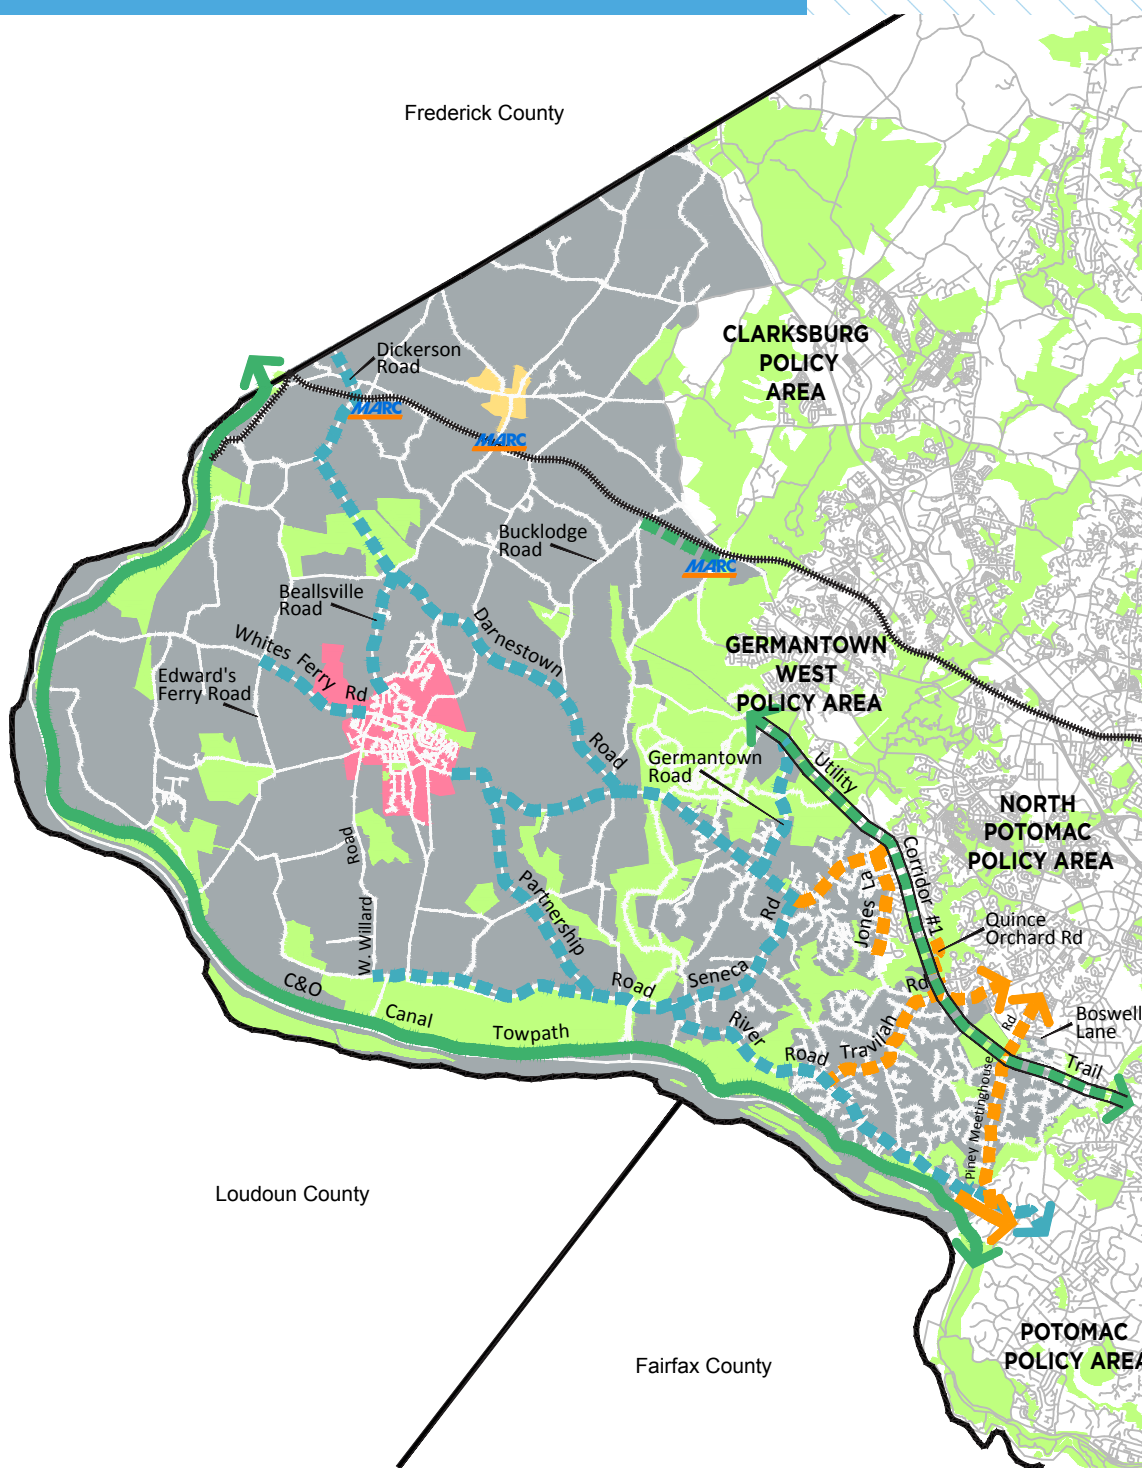 Frederick County
CLARKSBURG
POLICY
AREA
Dickerson
Road
MARC
MARC
Bucklodge
Road
MARC
Beallsville
Road
Darnestown
Road
Whites Ferry Rd
GERMANTOWN
WEST
POLICY AREA
Edward's
Ferry Road
Germantown
Road
Utility
Corridor #1
Trail
NORTH
POTOMAC
POLICY AREA
W. Willard
Road
Partnership
Road
Jones La
Quince
Orchard Rd
Seneca
Rd
C&O
Canal
Towpath
River
Road
Travilah
Rd
Boswell
Lane
Piney Meetinghouse
Rd
Loudoun County
Fairfax County
POTOMAC
POLICY AREA